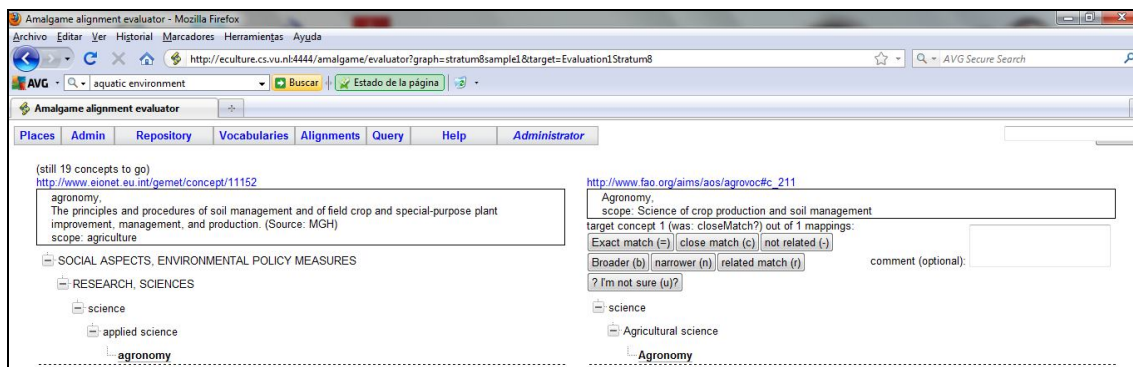 Amalgame alignment evaluator - Mozilla Firefox
Archivo Editar Ver Historial Marcadores Herramientas Ayuda
http://eculture.cs.vu.nl:4444/amalgame/evaluator?graph=stratum8sample1&target=Evaluation1Stratum8
AVG Secure Search
AVG aquatic environment Buscar Estado de la página
Amalgame alignment evaluator
Places Admin Repository Vocabularies Alignments Query Help Administrator
(still 19 concepts to go)
http://www.eionet.eu.int/gemet/concept/11152
agronomy,
The principles and procedures of soil management and of field crop and special-purpose plant
improvement, management, and production. (Source: MGH)
scope: agriculture
SOCIAL ASPECTS, ENVIRONMENTAL POLICY MEASURES
RESEARCH, SCIENCES
science
applied science
agronomy
http://www.fao.org/aims/aos/agrovoc#c_211
Agronomy,
scope: Science of crop production and soil management
target concept 1 (was: closeMatch?) out of 1 mappings:
Exact match (=) close match (c) not related (-)
Broader (b) narrower (n) related match (r) comment (optional):
? I'm not sure (u)?
science
Agricultural science
Agronomy